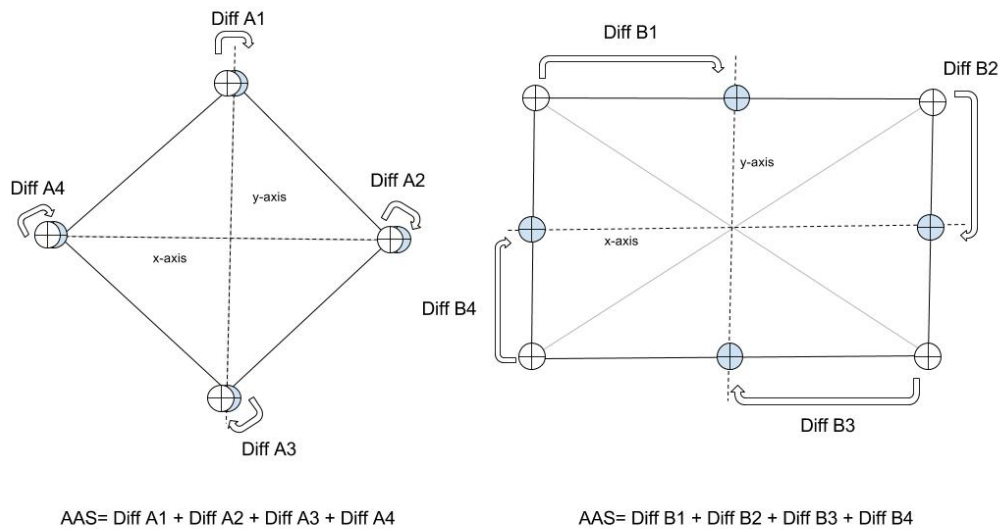 Diff A1
Diff A4
Diff A2
y-axis
x-axis
Diff A3
AAS= Diff A1 + Diff A2 + Diff A3 + Diff A4
Diff B1
Diff B2
y-axis
x-axis
Diff B4
Diff B3
AAS= Diff B1 + Diff B2 + Diff B3 + Diff B4